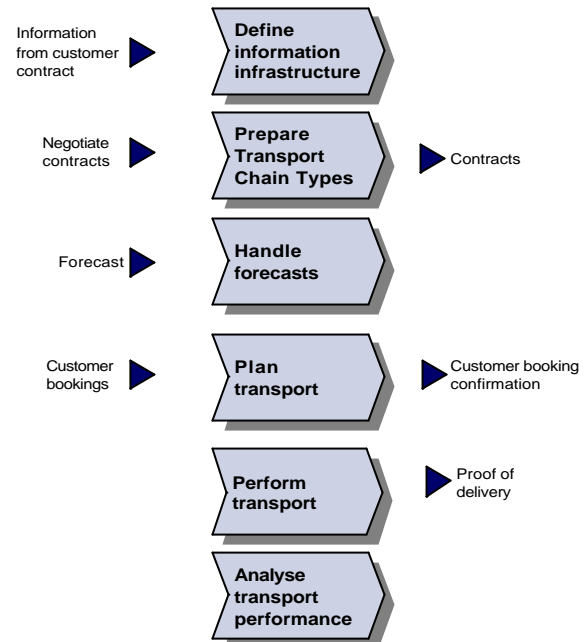 Information
from customer
contract
Define
information
infrastructure
Negotiate
contracts
Prepare
Transport
Chain Types
Contracts
Forecast
Handle
forecasts
Customer
bookings
Plan
transport
Customer booking
confirmation
Perform
transport
Proof of
delivery
Analyse
transport
performance